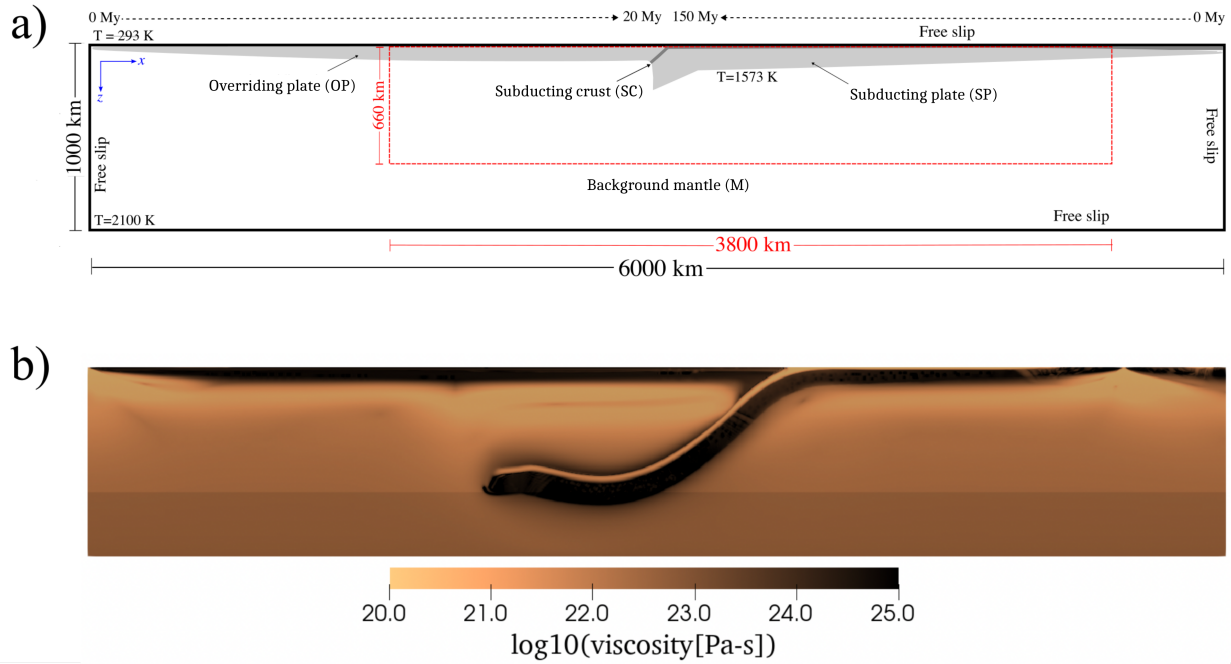 a)
0 My
20 My
150 My
0 My
T = 293 K
Free slip
x
z
Overriding plate (OP)
660 km
Subducting crust (SC)
T=1573 K
Subducting plate (SP)
1000 km
Free slip
Free slip
Background mantle (M)
T=2100 K
Free slip
3800 km
6000 km
b)
20.0
21.0
22.0
23.0
24.0
25.0
log10(viscosity[Pa-s])